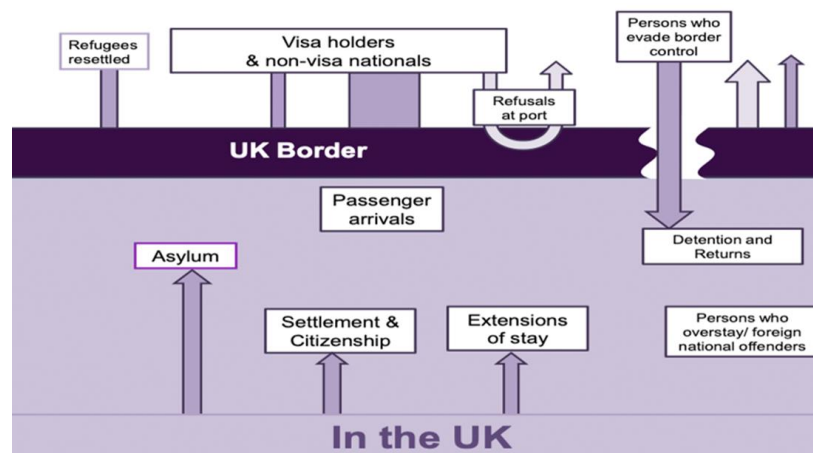 Refugees
resettled
Visa holders
& non-visa nationals
Persons who
evade border
control
Refusals
at port
UK Border
Passenger
arrivals
Asylum
Detention and
Returns
Settlement &
Citizenship
Extensions
of stay
Persons who
overstay/ foreign
national offenders
In the UK